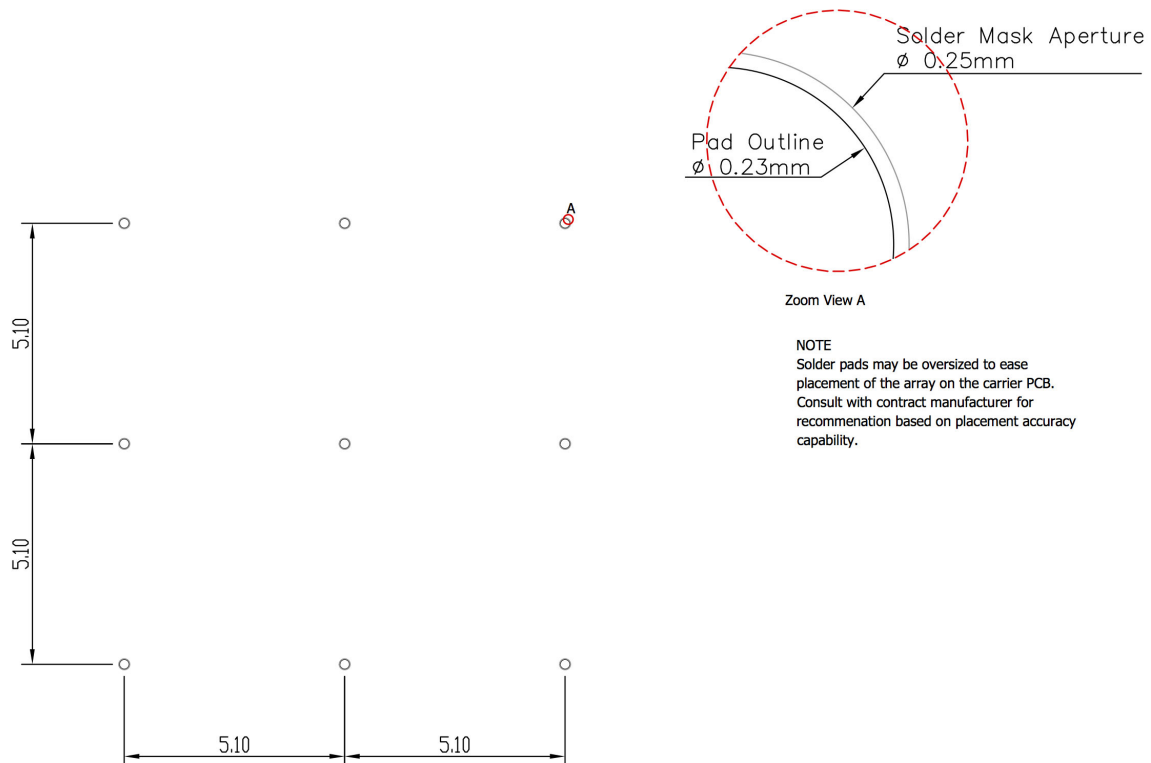 Solder Mask Aperture
ø 0.25mm
Pad Outline
ø 0.23mm
A
5.10
5.10
5.10
5.10
Zoom View A
NOTE
Solder pads may be oversized to ease
placement of the array on the carrier PCB.
Consult with contract manufacturer for
recommenation based on placement accuracy
capability.